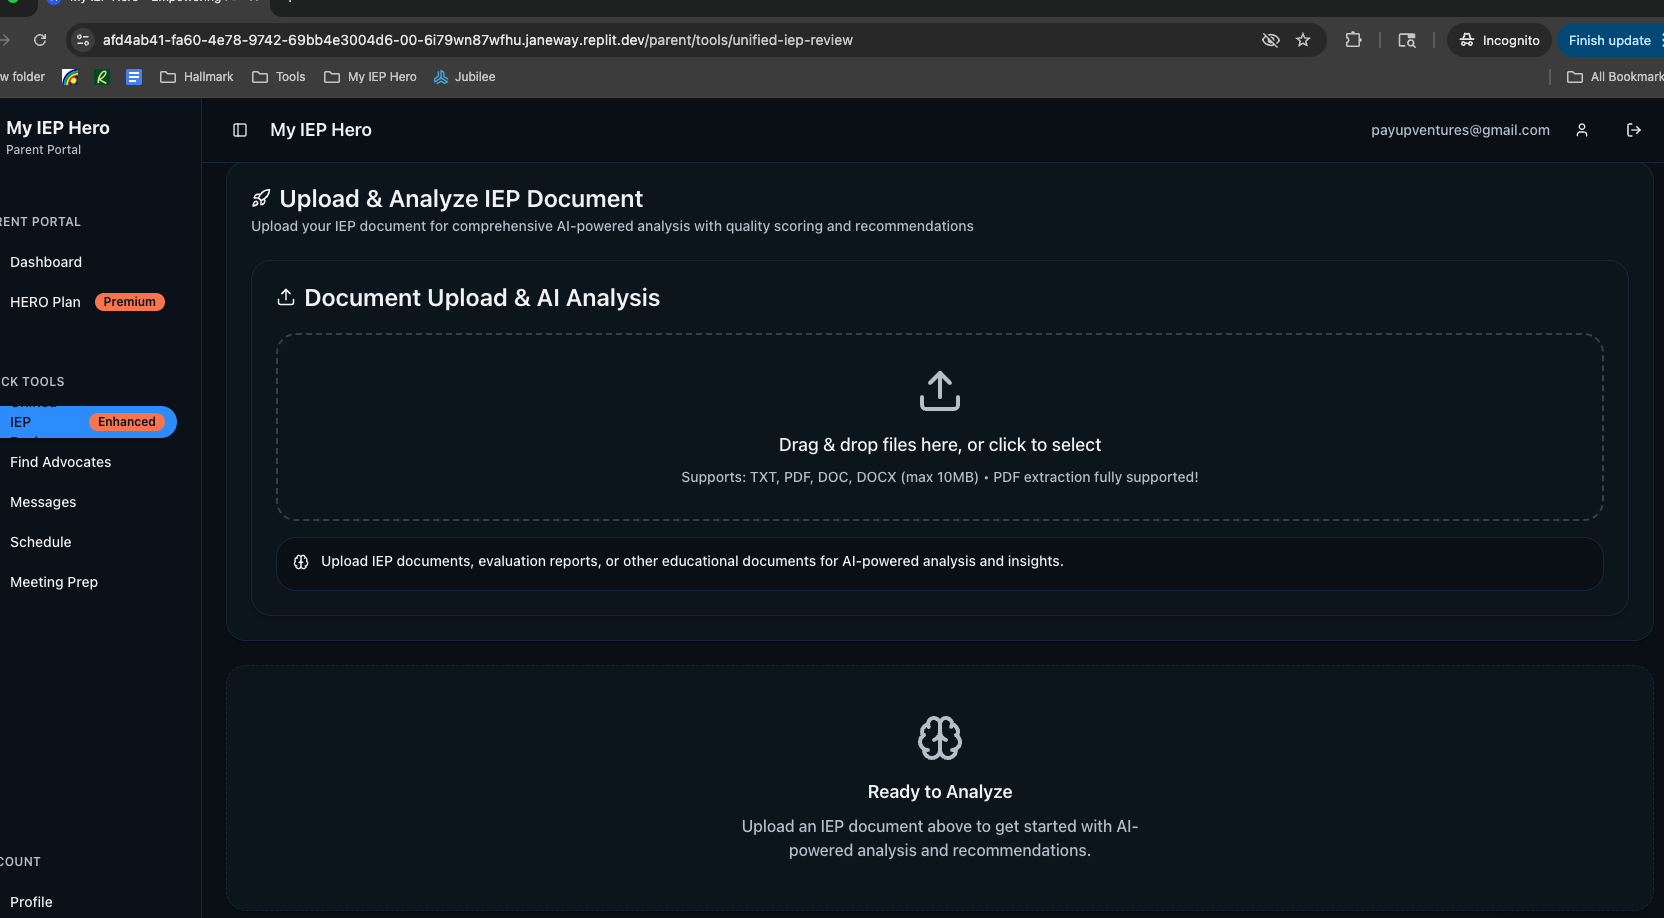 afd4ab41-fa60-4e78-9742-69bb4e3004d6-00-6i79wn87wfhu.janeway.replit.dev/parent/tools/unified-iep-review
Incognito
Finish update
w folder
Hallmark
Tools
My IEP Hero
Jubilee
All Bookmark
My IEP Hero
Parent Portal
My IEP Hero
payupventures@gmail.com
RENT PORTAL
Dashboard
HERO Plan Premium
CK TOOLS
IEP Enhanced
Find Advocates
Messages
Schedule
Meeting Prep
COUNT
Profile
Upload & Analyze IEP Document
Upload your IEP document for comprehensive AI-powered analysis with quality scoring and recommendations
Document Upload & AI Analysis
Drag & drop files here, or click to select
Supports: TXT, PDF, DOC, DOCX (max 10MB) • PDF extraction fully supported!
Upload IEP documents, evaluation reports, or other educational documents for AI-powered analysis and insights.
Ready to Analyze
Upload an IEP document above to get started with AI-
powered analysis and recommendations.